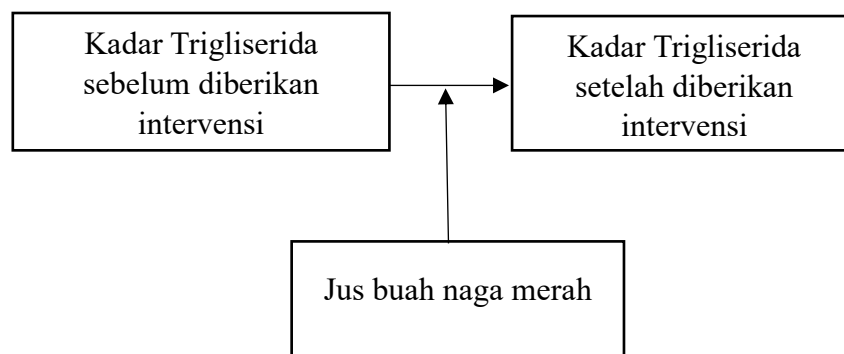 Kadar Trigliserida
sebelum diberikan
intervensi
Kadar Trigliserida
setelah diberikan
intervensi
Jus buah naga merah